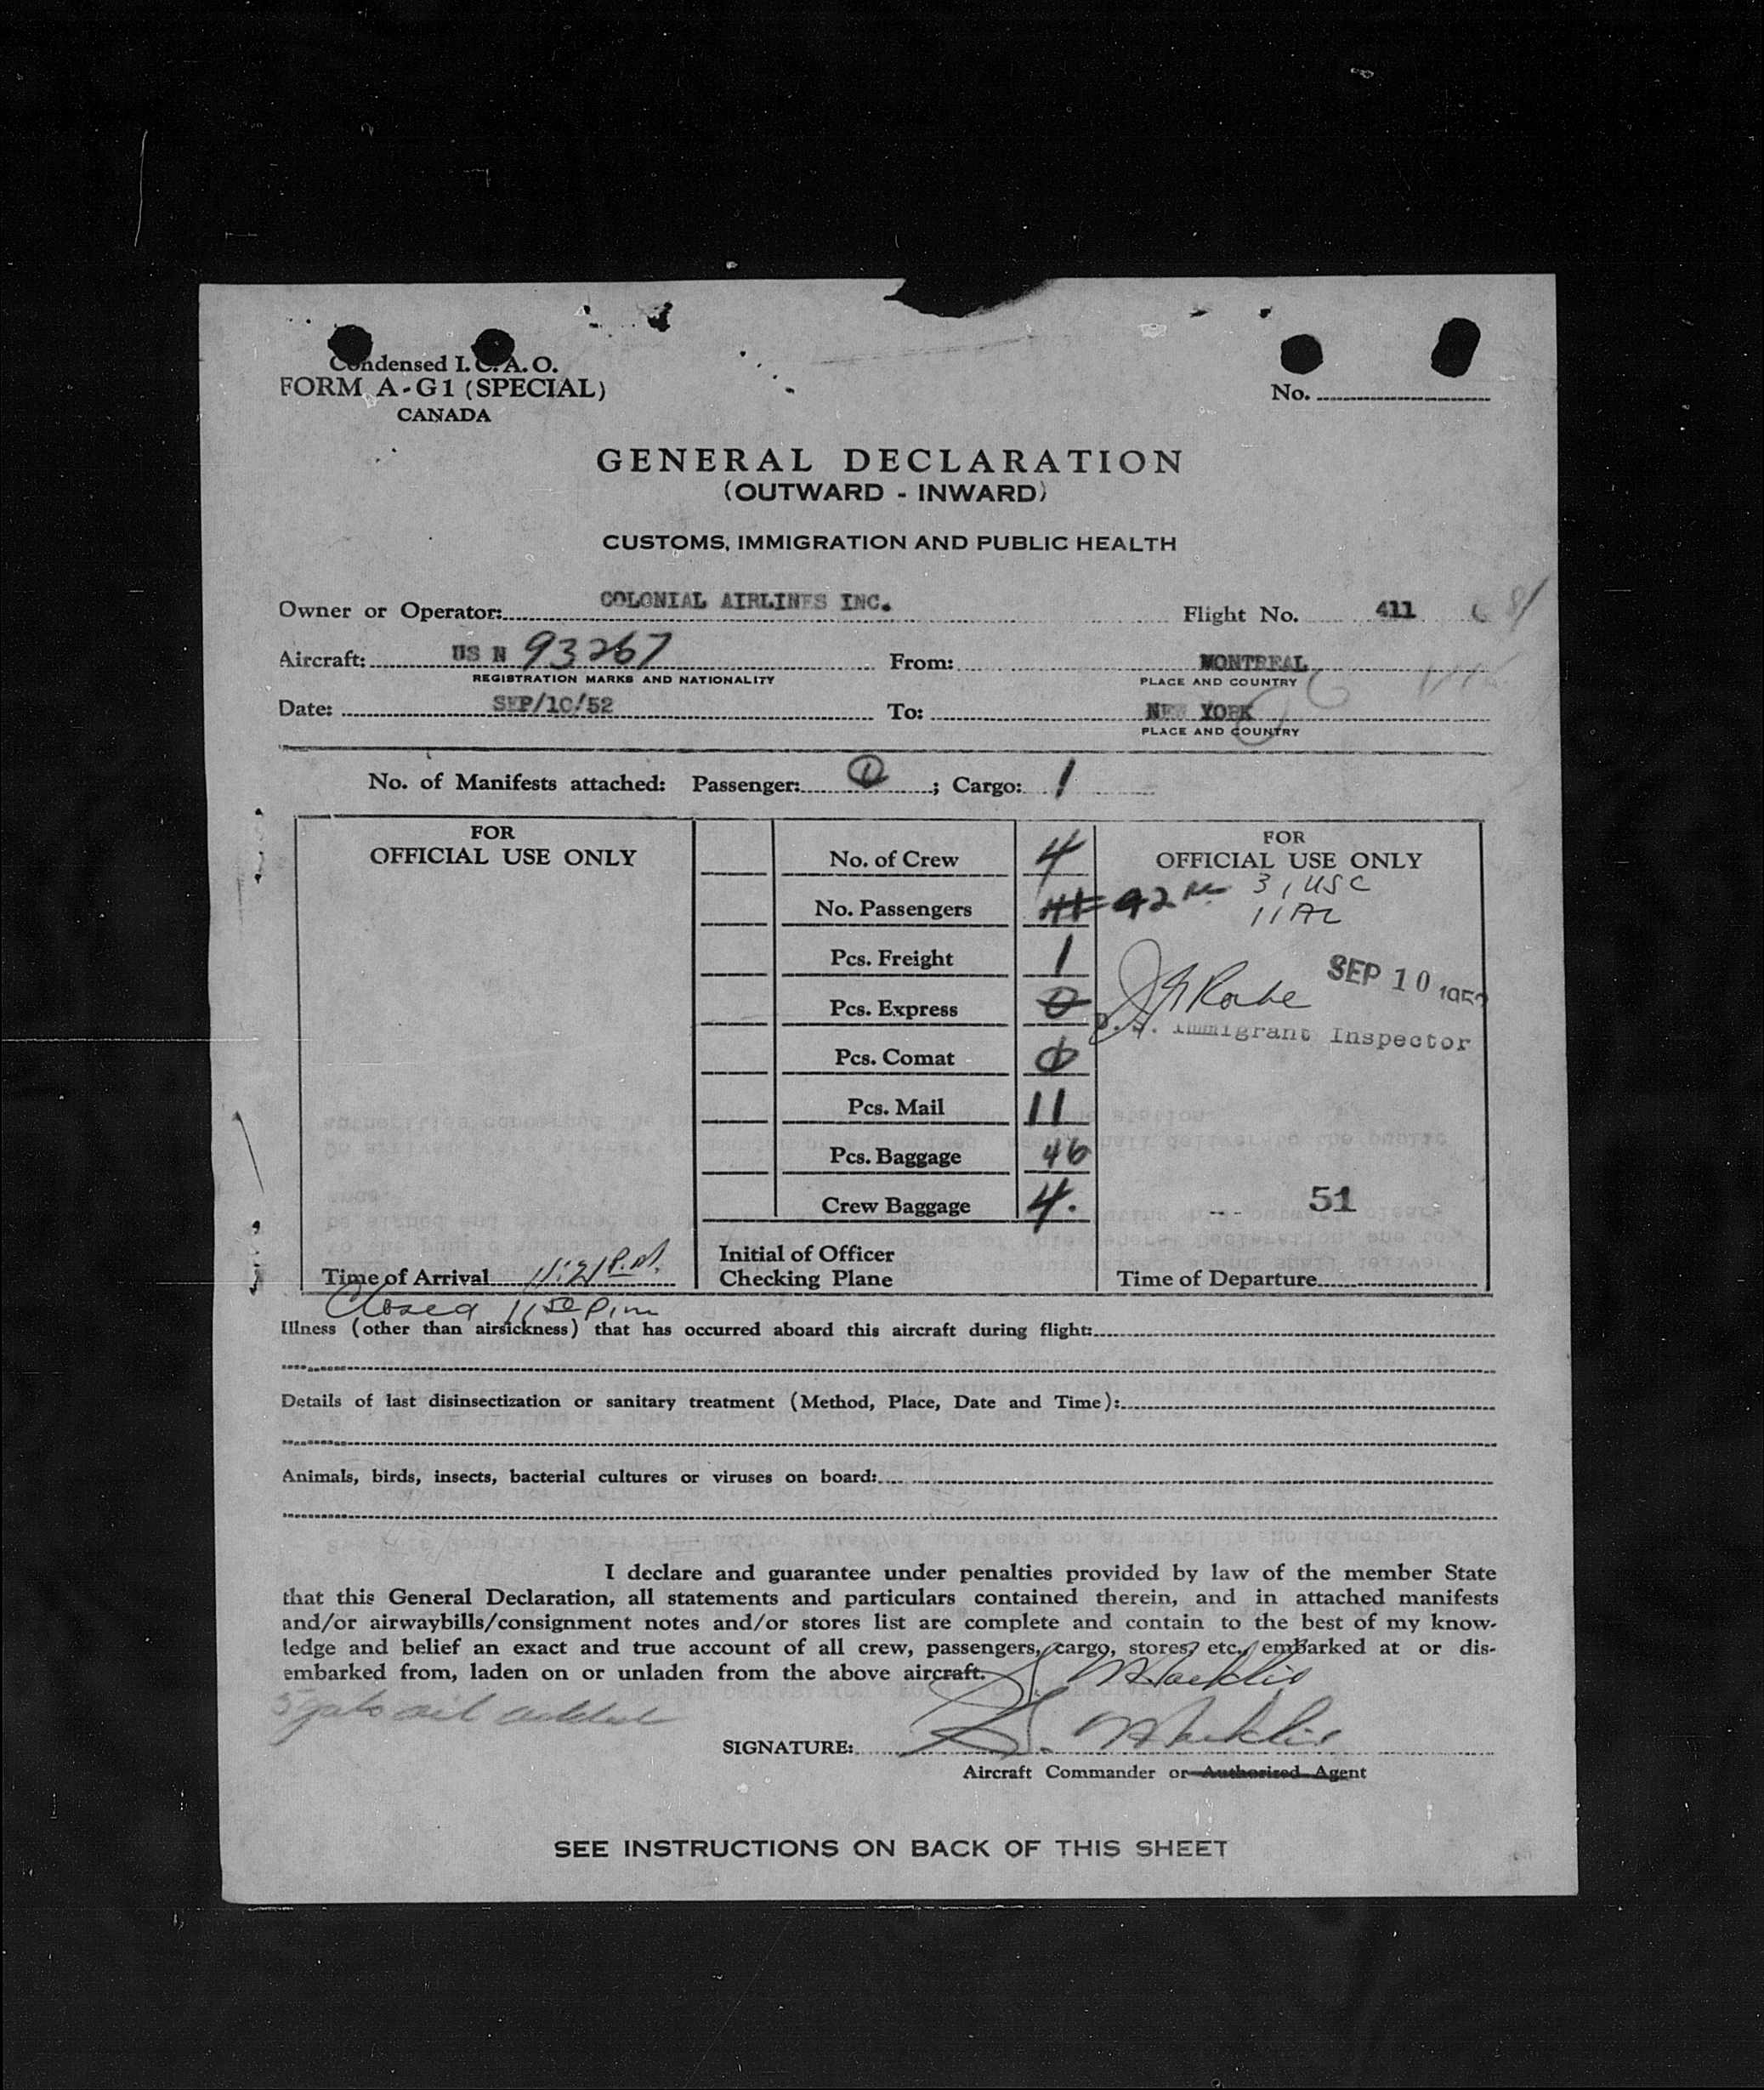 Condensed I.C.A.O.
FORM A-G1 (SPECIAL)
CANADA
No.
GENERAL DECLARATION
(OUTWARD - INWARD)
CUSTOMS, IMMIGRATION AND PUBLIC HEALTH
Owner or Operator: COLONIAL AIRLINES INC. Flight No. 411
Aircraft: US N 93267 From: MONTREAL
REGISTRATION MARKS AND NATIONALITY PLACE AND COUNTRY
Date: SEP/10/52 To: NEW YORK
PLACE AND COUNTRY
No. of Manifests attached: Passenger: ; Cargo: 1
FOR
OFFICIAL USE ONLY
No. of Crew 4
No. Passengers 42
Pcs. Freight 1
Pcs. Express 0
Pcs. Comat 0
Pcs. Mail 11
Pcs. Baggage 46
Crew Baggage 4.
FOR
OFFICIAL USE ONLY
31 USC
11 AL
SEP 10 1952
U.S. Immigrant Inspector
51
Time of Arrival 11:21 P.M.
Initial of Officer
Checking Plane
Time of Departure
Closed 11 50 p.m
Illness (other than airsickness) that has occurred aboard this aircraft during flight:
Details of last disinsectization or sanitary treatment (Method, Place, Date and Time):
Animals, birds, insects, bacterial cultures or viruses on board:
I declare and guarantee under penalties provided by law of the member State
that this General Declaration, all statements and particulars contained therein, and in attached manifests
and/or airwaybills/consignment notes and/or stores list are complete and contain to the best of my know-
ledge and belief an exact and true account of all crew, passengers, cargo, stores, etc., embarked at or dis-
embarked from, laden on or unladen from the above aircraft.
5 gals oil added
SIGNATURE:
Aircraft Commander or Authorized Agent
SEE INSTRUCTIONS ON BACK OF THIS SHEET